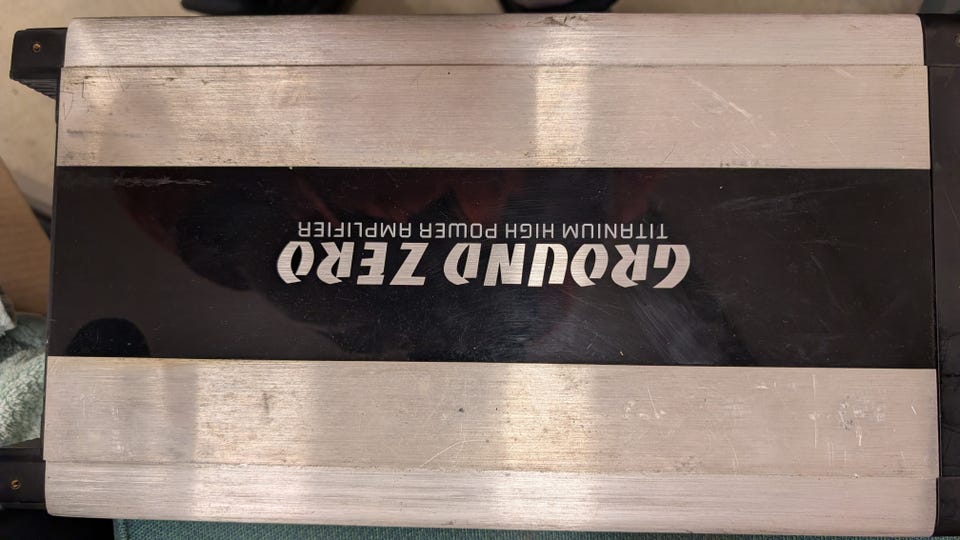 GROUND ZERO
TITANIUM HIGH POWER AMPLIFIER